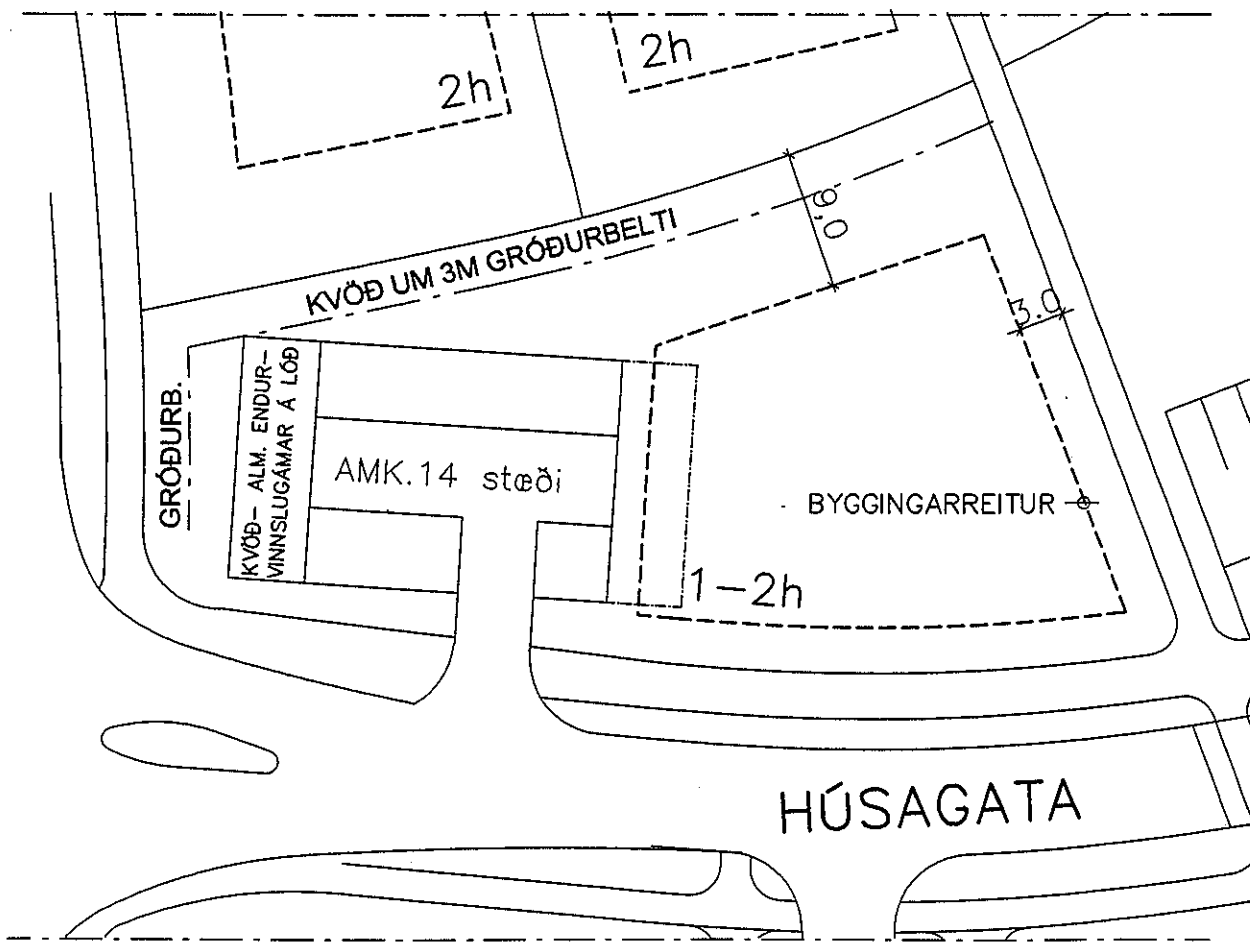 2h
2h
9,0
KVÖÐ UM 3M GRÓÐURBELTI
3.0
GRÓÐURB.
KVÖÐ– ALM. ENDUR–
VINNSLUGÁMAR Á LÓÐ
AMK.14 stæði
BYGGINGARREITUR
1–2h
HÚSAGATA